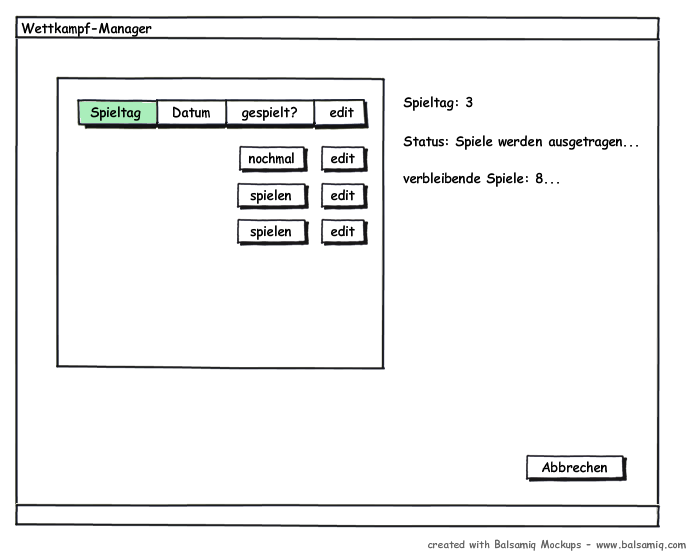 Wettkampf-Manager
Spieltag Datum gespielt? edit
nochmal edit
spielen edit
spielen edit
Spieltag: 3
Status: Spiele werden ausgetragen...
verbleibende Spiele: 8...
Abbrechen
created with Balsamiq Mockups - www.balsamiq.com